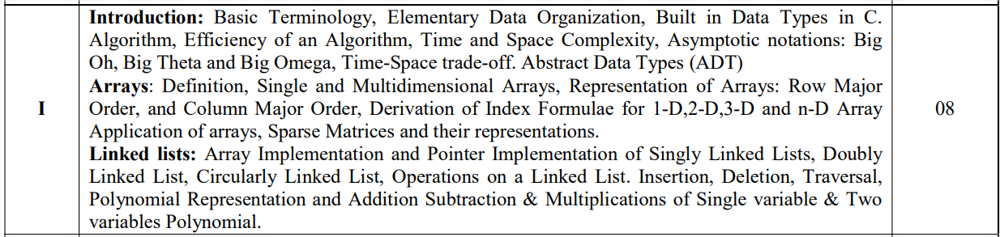 Introduction: Basic Terminology, Elementary Data Organization, Built in Data Types in C.
Algorithm, Efficiency of an Algorithm, Time and Space Complexity, Asymptotic notations: Big
Oh, Big Theta and Big Omega, Time-Space trade-off. Abstract Data Types (ADT)
Arrays: Definition, Single and Multidimensional Arrays, Representation of Arrays: Row Major
I
Order, and Column Major Order, Derivation of Index Formulae for 1-D,2-D,3-D and n-D Array
08
Application of arrays, Sparse Matrices and their representations.
Linked lists: Array Implementation and Pointer Implementation of Singly Linked Lists, Doubly
Linked List, Circularly Linked List, Operations on a Linked List. Insertion, Deletion, Traversal,
Polynomial Representation and Addition Subtraction & Multiplications of Single variable & Two
variables Polynomial.